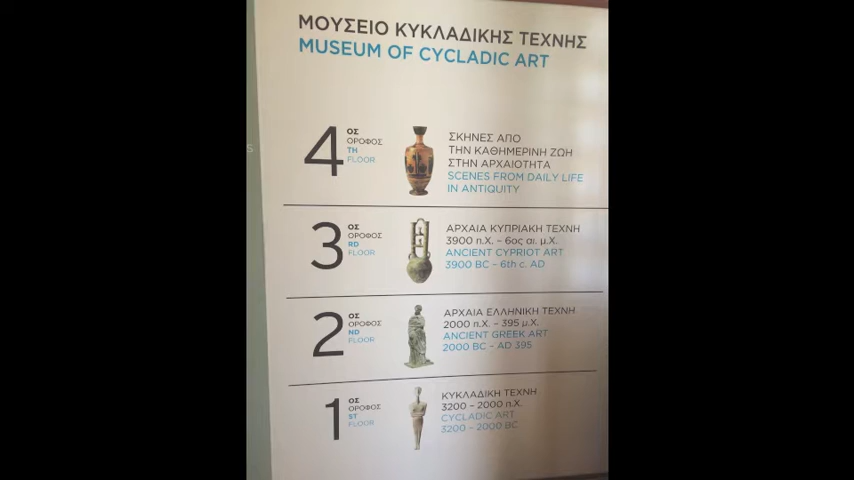 ΜΟΥΣΕΙΟ ΚΥΚΛΑΔΙΚΗΣ ΤΕΧΝΗΣ
MUSEUM OF CYCLADIC ART
4
ΟΣ
ΟΡΟΦΟΣ
TH
FLOOR
ΣΚΗΝΕΣ ΑΠΟ
ΤΗΝ ΚΑΘΗΜΕΡΙΝΗ ΖΩΗ
ΣΤΗΝ ΑΡΧΑΙΟΤΗΤΑ
SCENES FROM DAILY LIFE
IN ANTIQUITY
3
ΟΣ
ΟΡΟΦΟΣ
RD
FLOOR
ΑΡΧΑΙΑ ΚΥΠΡΙΑΚΗ ΤΕΧΝΗ
3900 π.Χ. – 6ος αι. μ.Χ.
ANCIENT CYPRIOT ART
3900 BC – 6th c. AD
2
ΟΣ
ΟΡΟΦΟΣ
ND
FLOOR
ΑΡΧΑΙΑ ΕΛΛΗΝΙΚΗ ΤΕΧΝΗ
2000 π.Χ. – 395 μ.Χ.
ANCIENT GREEK ART
2000 BC – AD 395
1
ΟΣ
ΟΡΟΦΟΣ
ST
FLOOR
ΚΥΚΛΑΔΙΚΗ ΤΕΧΝΗ
3200 – 2000 π.Χ.
CYCLADIC ART
3200 – 2000 BC